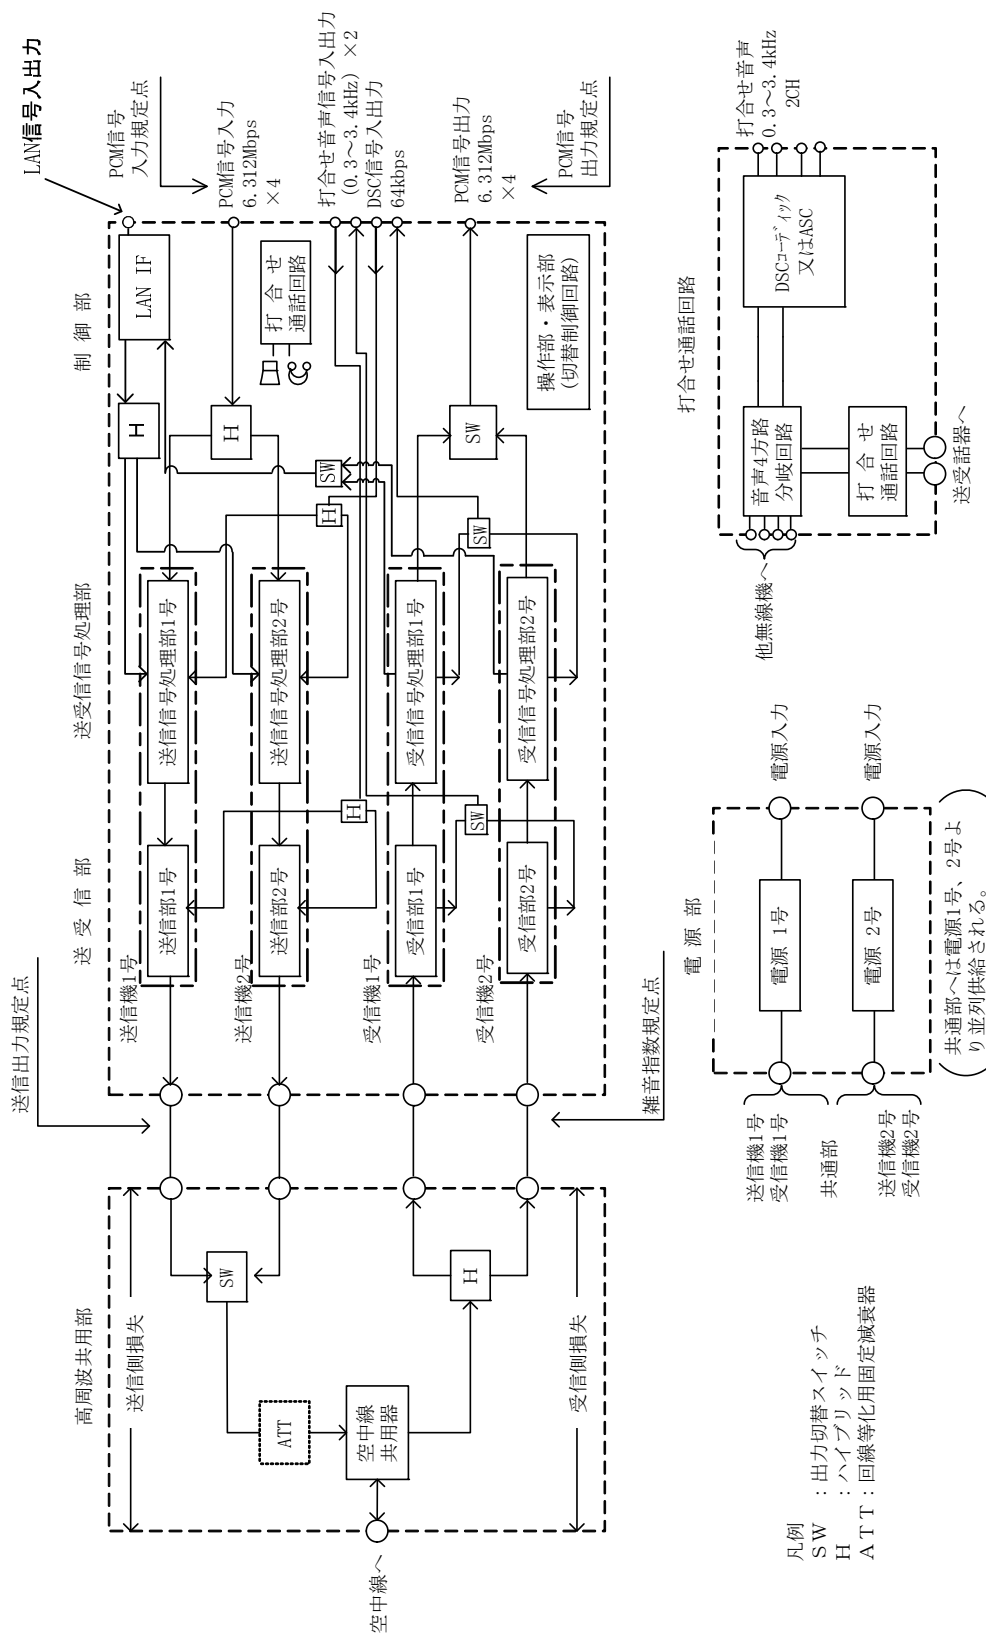 LAN信号入出力
高周波共用部
送信側損失
受信側損失
空中線へ
ATT
空中線
共用器
SW
H
送信出力規定点
雑音指数規定点
送受信部
送受信信号処理部
制御部
送信機1号
送信部1号
送信信号処理部1号
送信機2号
送信部2号
送信信号処理部2号
受信機1号
受信部1号
受信信号処理部1号
受信機2号
受信部2号
受信信号処理部2号
H
SW
H
SW
H
SW
H
SW
LAN IF
打合せ
通話回路
操作部・表示部
(切替制御回路)
PCM信号
入力規定点
PCM信号入力
6.312Mbps
×4
打合せ音声信号入出力
(0.3～3.4kHz) ×2
DSC信号入出力
64kbps
PCM信号出力
6.312Mbps
×4
PCM信号
出力規定点
凡例
SW :出力切替スイッチ
H :ハイブリッド
ATT :回線等化用固定減衰器
電源部
送信機1号
受信機1号
共通部
送信機2号
受信機2号
電源 1号
電源 2号
電源入力
電源入力
共通部へは電源1号、2号よ
り並列供給される。
打合せ通話回路
他無線機へ
音声4方路
分岐回路
打合せ
通話回路
送受話器へ
DSCｺｰﾃﾞｨｯｸ
又はASC
打合せ音声
0.3～3.4kHz
2CH